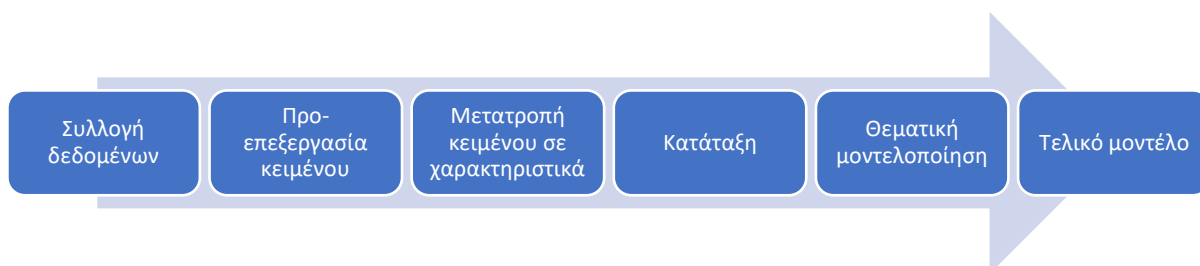 Συλλογή
δεδομένων
Προ-
επεξεργασία
κειμένου
Μετατροπή
κειμένου σε
χαρακτηριστικά
Κατάταξη
Θεματική
μοντελοποίηση
Τελικό μοντέλο